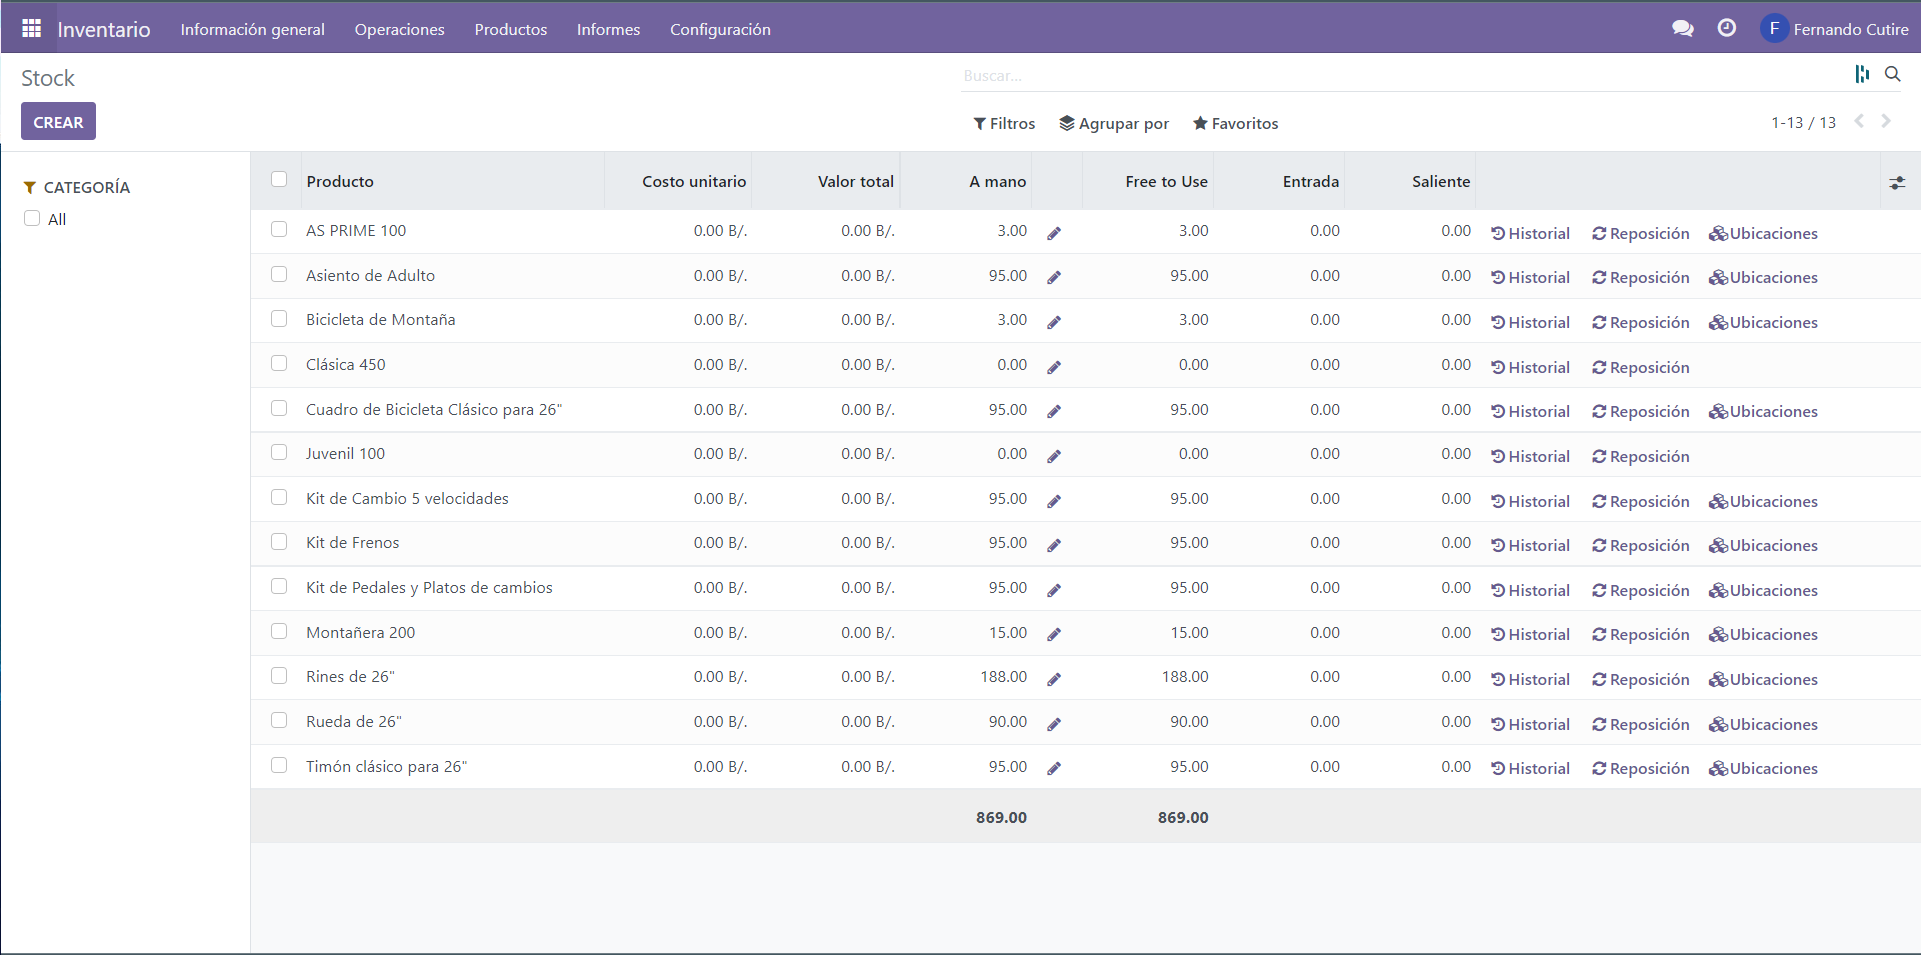 Inventario Información general Operaciones Productos Informes Configuración F Fernando Cutire
Stock Buscar...
CREAR Filtros Agrupar por Favoritos 1-13 / 13
CATEGORÍA
All
Producto Costo unitario Valor total A mano Free to Use Entrada Saliente
AS PRIME 100 0.00 B/. 0.00 B/. 3.00 3.00 0.00 0.00 Historial Reposición Ubicaciones
Asiento de Adulto 0.00 B/. 0.00 B/. 95.00 95.00 0.00 0.00 Historial Reposición Ubicaciones
Bicicleta de Montaña 0.00 B/. 0.00 B/. 3.00 3.00 0.00 0.00 Historial Reposición Ubicaciones
Clásica 450 0.00 B/. 0.00 B/. 0.00 0.00 0.00 0.00 Historial Reposición
Cuadro de Bicicleta Clásico para 26" 0.00 B/. 0.00 B/. 95.00 95.00 0.00 0.00 Historial Reposición Ubicaciones
Juvenil 100 0.00 B/. 0.00 B/. 0.00 0.00 0.00 0.00 Historial Reposición
Kit de Cambio 5 velocidades 0.00 B/. 0.00 B/. 95.00 95.00 0.00 0.00 Historial Reposición Ubicaciones
Kit de Frenos 0.00 B/. 0.00 B/. 95.00 95.00 0.00 0.00 Historial Reposición Ubicaciones
Kit de Pedales y Platos de cambios 0.00 B/. 0.00 B/. 95.00 95.00 0.00 0.00 Historial Reposición Ubicaciones
Montañera 200 0.00 B/. 0.00 B/. 15.00 15.00 0.00 0.00 Historial Reposición Ubicaciones
Rines de 26" 0.00 B/. 0.00 B/. 188.00 188.00 0.00 0.00 Historial Reposición Ubicaciones
Rueda de 26" 0.00 B/. 0.00 B/. 90.00 90.00 0.00 0.00 Historial Reposición Ubicaciones
Timón clásico para 26" 0.00 B/. 0.00 B/. 95.00 95.00 0.00 0.00 Historial Reposición Ubicaciones
869.00 869.00